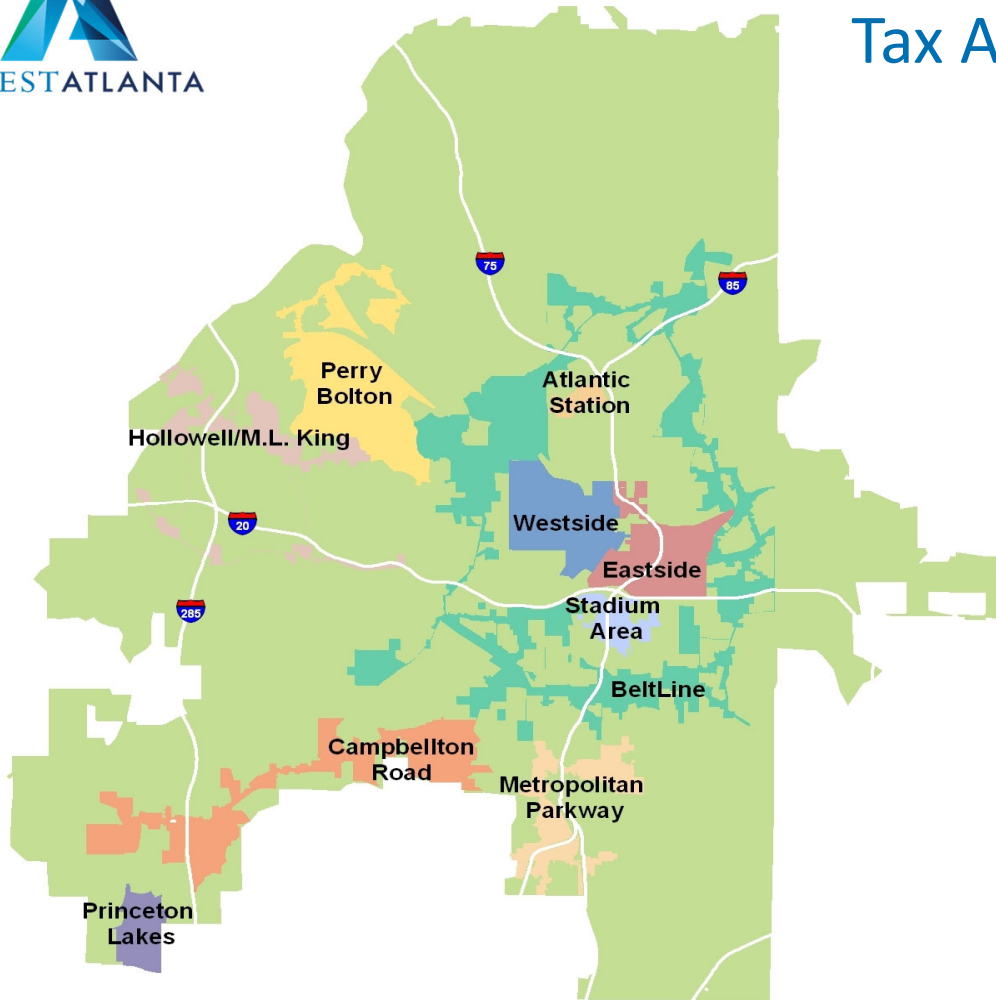 Tax A
ESTATLANTA
75
85
Perry
Bolton
Atlantic
Station
Hollowell/M.L. King
20
Westside
Eastside
285
Stadium
Area
BeltLine
Campbellton
Road
Metropolitan
Parkway
Princeton
Lakes